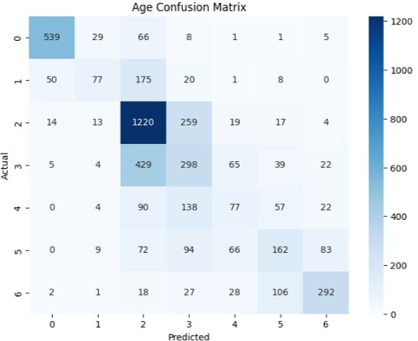 Age Confusion Matrix
0 539 29 66 8 1 1 5
1 50 77 175 20 1 8 0
2 14 13 1220 259 19 17 4
3 5 4 429 298 65 39 22
4 0 4 90 138 77 57 22
5 0 9 72 94 66 162 83
6 2 1 18 27 28 106 292
0 1 2 3 4 5 6
Actual
Predicted
1200
1000
800
600
400
200
0